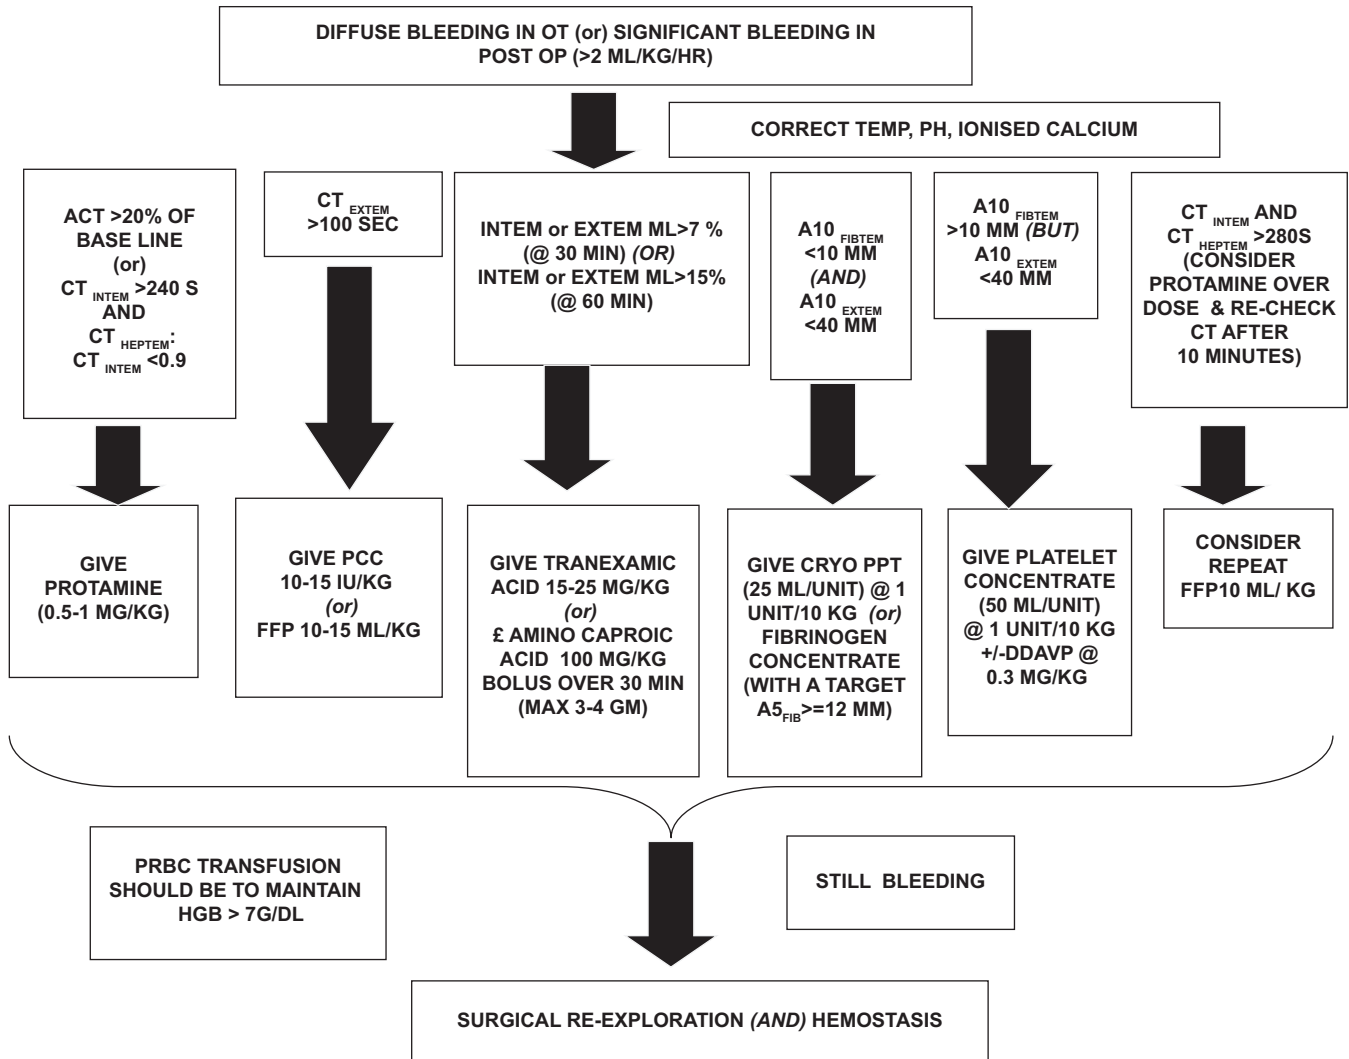 DIFFUSE BLEEDING IN OT (or) SIGNIFICANT BLEEDING IN
POST OP (>2 ML/KG/HR)
CORRECT TEMP, PH, IONISED CALCIUM
ACT >20% OF
BASE LINE
(or)
CT INTEM >240 S
AND
CT HEPTEM:
CT INTEM <0.9
CT EXTEM
>100 SEC
INTEM or EXTEM ML>7 %
(@ 30 MIN) (OR)
INTEM or EXTEM ML>15%
(@ 60 MIN)
A10 FIBTEM
<10 MM
(AND)
A10 EXTEM
<40 MM
A10 FIBTEM
>10 MM (BUT)
A10 EXTEM
<40 MM
CT INTEM AND
CT HEPTEM >280S
(CONSIDER
PROTAMINE OVER
DOSE & RE-CHECK
CT AFTER
10 MINUTES)
GIVE
PROTAMINE
(0.5-1 MG/KG)
GIVE PCC
10-15 IU/KG
(or)
FFP 10-15 ML/KG
GIVE TRANEXAMIC
ACID 15-25 MG/KG
(or)
£ AMINO CAPROIC
ACID 100 MG/KG
BOLUS OVER 30 MIN
(MAX 3-4 GM)
GIVE CRYO PPT
(25 ML/UNIT) @ 1
UNIT/10 KG (or)
FIBRINOGEN
CONCENTRATE
(WITH A TARGET
A5FIB>=12 MM)
GIVE PLATELET
CONCENTRATE
(50 ML/UNIT)
@ 1 UNIT/10 KG
+/-DDAVP @
0.3 MG/KG
CONSIDER
REPEAT
FFP10 ML/ KG
PRBC TRANSFUSION
SHOULD BE TO MAINTAIN
HGB > 7G/DL
STILL BLEEDING
SURGICAL RE-EXPLORATION (AND) HEMOSTASIS